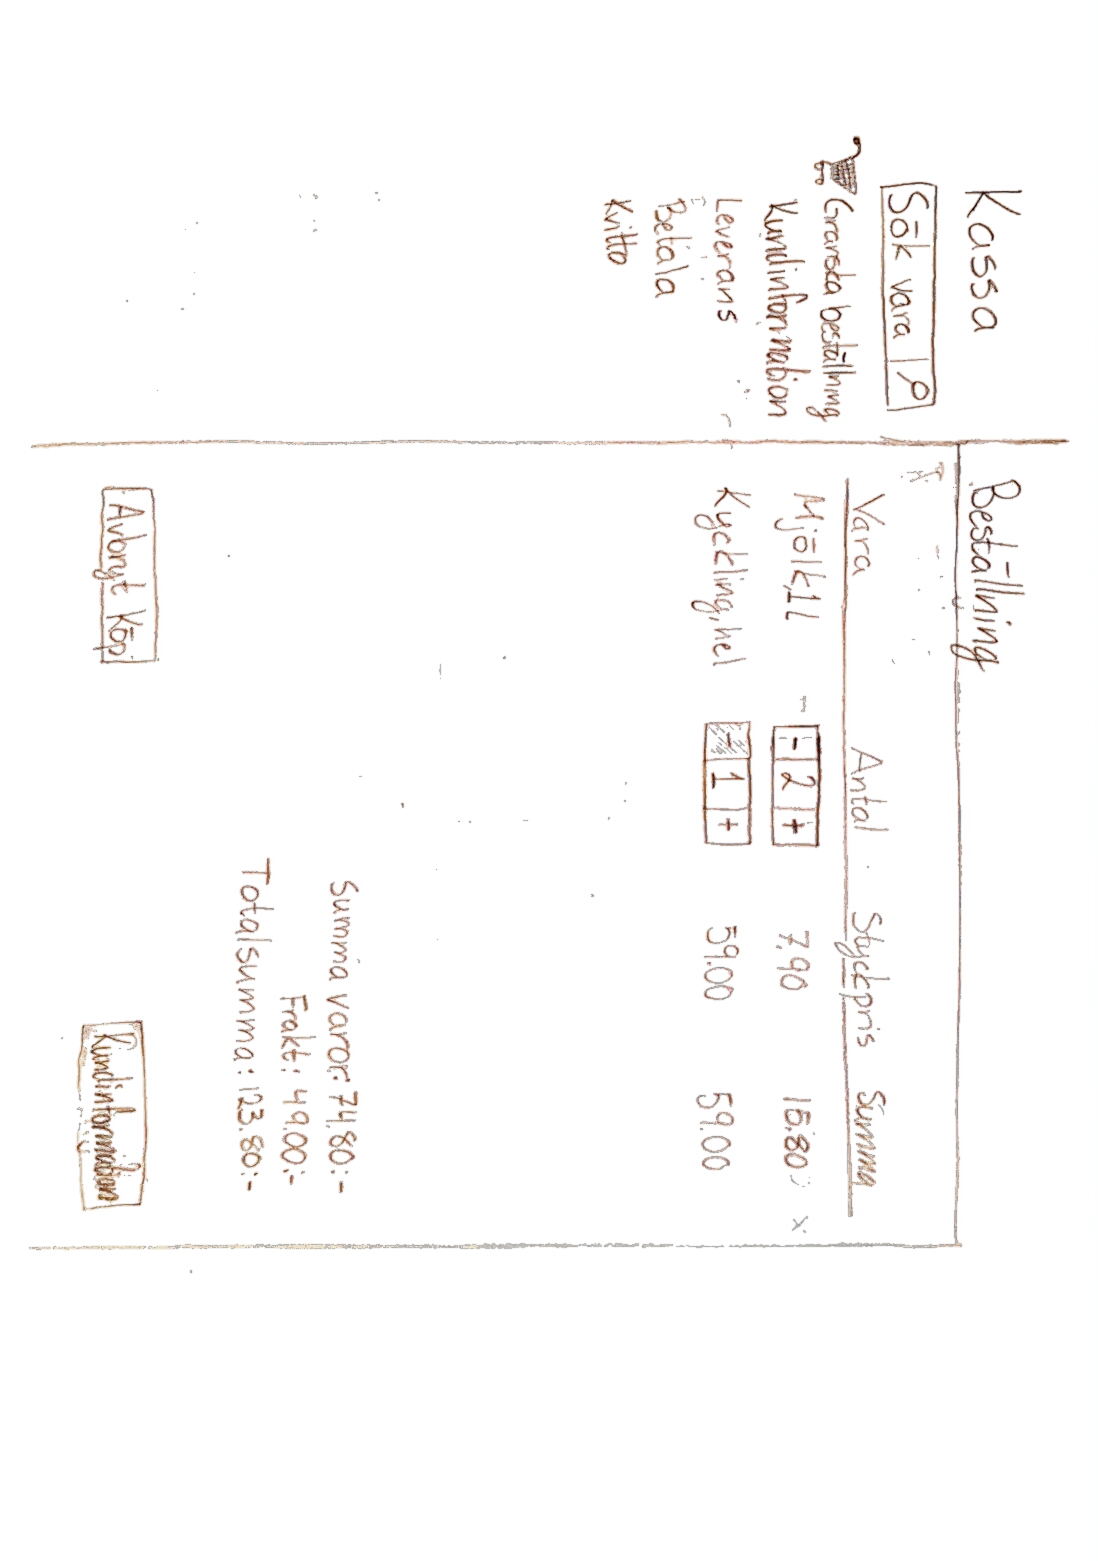 Kassa
Sök vara
Granska beställning
Kundinformation
Leverans
Betala
Kvitto
Beställning
Vara Antal Styckpris Summa
Mjölk, 1l - 2 + 7,90 15.80
Kyckling, hel - 1 + 59.00 59.00
Summa varor: 74,80:-
Frakt: 49.00:-
Totalsumma: 123.80:-
Avbryt Köp
Kundinformation